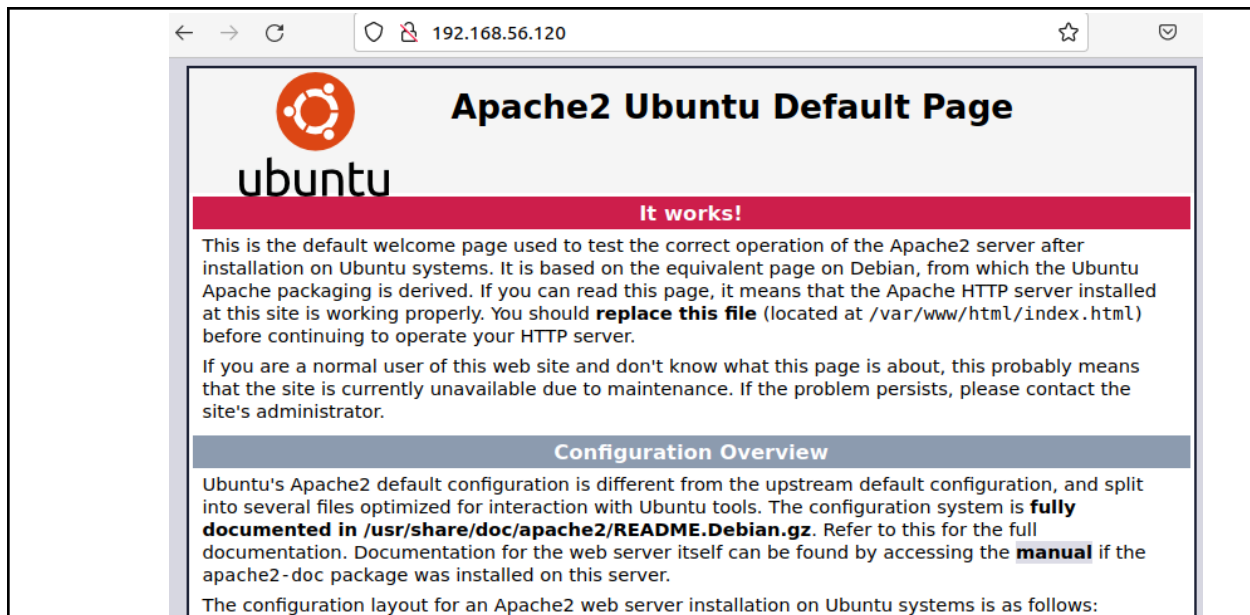 192.168.56.120
Apache2 Ubuntu Default Page
ubuntu
It works!
This is the default welcome page used to test the correct operation of the Apache2 server after
installation on Ubuntu systems. It is based on the equivalent page on Debian, from which the Ubuntu
Apache packaging is derived. If you can read this page, it means that the Apache HTTP server installed
at this site is working properly. You should replace this file (located at /var/www/html/index.html)
before continuing to operate your HTTP server.
If you are a normal user of this web site and don't know what this page is about, this probably means
that the site is currently unavailable due to maintenance. If the problem persists, please contact the
site's administrator.
Configuration Overview
Ubuntu's Apache2 default configuration is different from the upstream default configuration, and split
into several files optimized for interaction with Ubuntu tools. The configuration system is fully
documented in /usr/share/doc/apache2/README.Debian.gz. Refer to this for the full
documentation. Documentation for the web server itself can be found by accessing the manual if the
apache2-doc package was installed on this server.
The configuration layout for an Apache2 web server installation on Ubuntu systems is as follows: